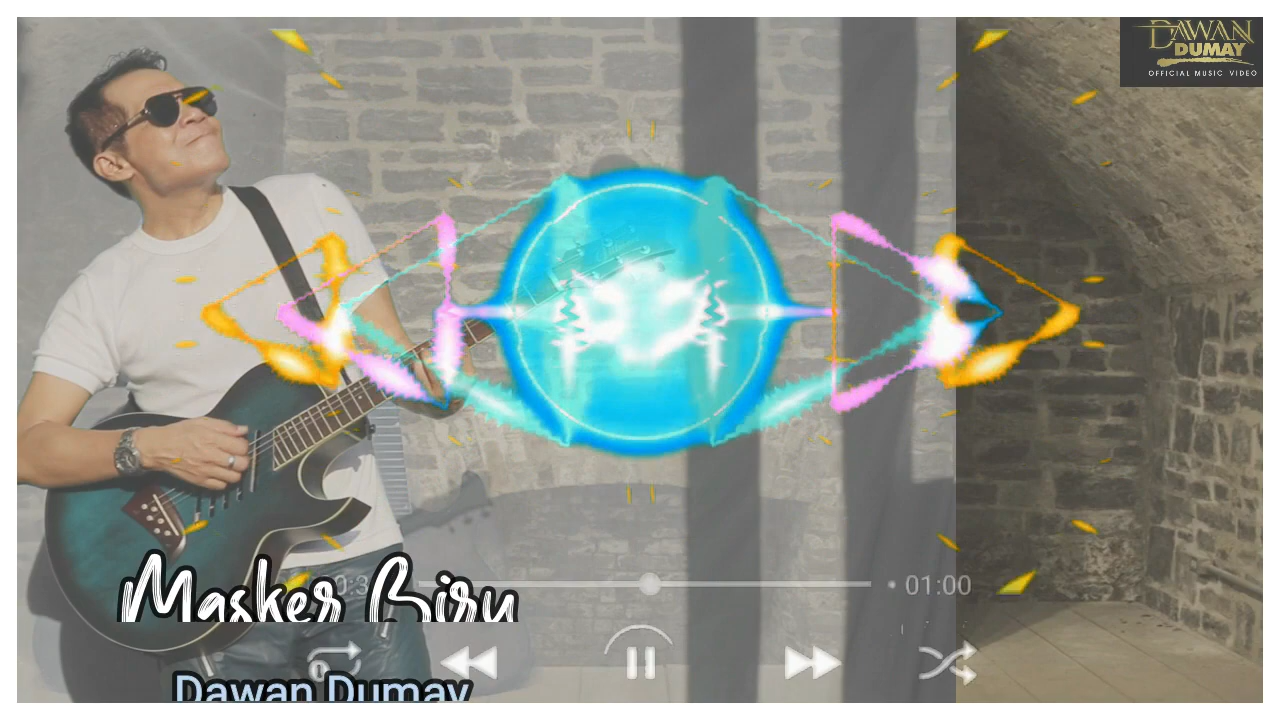 DAWAN
DUMAY
OFFICIAL MUSIC VIDEO
Masker Biru
01:00
Dawan Dumay